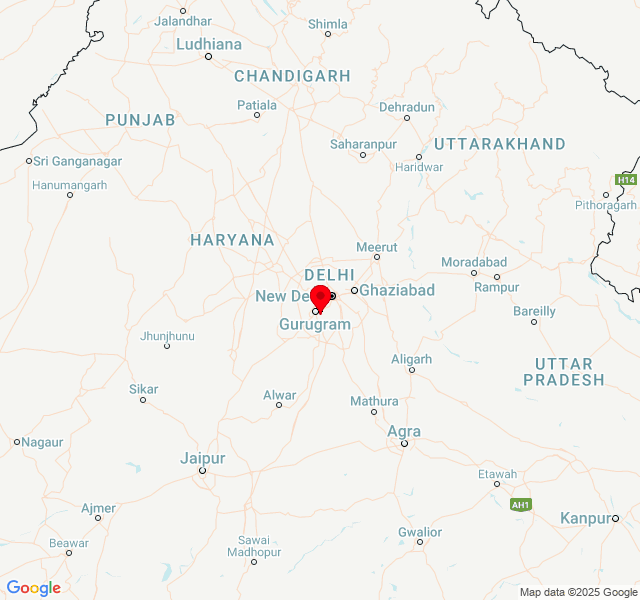 Jalandhar
Shimla
Ludhiana
CHANDIGARH
Patiala
Dehradun
PUNJAB
Saharanpur
UTTARAKHAND
Sri Ganganagar
Haridwar
Hanumangarh
H14
Pithoragarh
HARYANA
Meerut
Moradabad
DELHI
Rampur
New De
Ghaziabad
Bareilly
Gurugram
Jhunjhunu
Aligarh
UTTAR
PRADESH
Sikar
Alwar
Mathura
Agra
Nagaur
Jaipur
Etawah
AH1
Ajmer
Kanpur
Gwalior
Beawar
Sawai
Madhopur
Google
Map data ©2025 Google